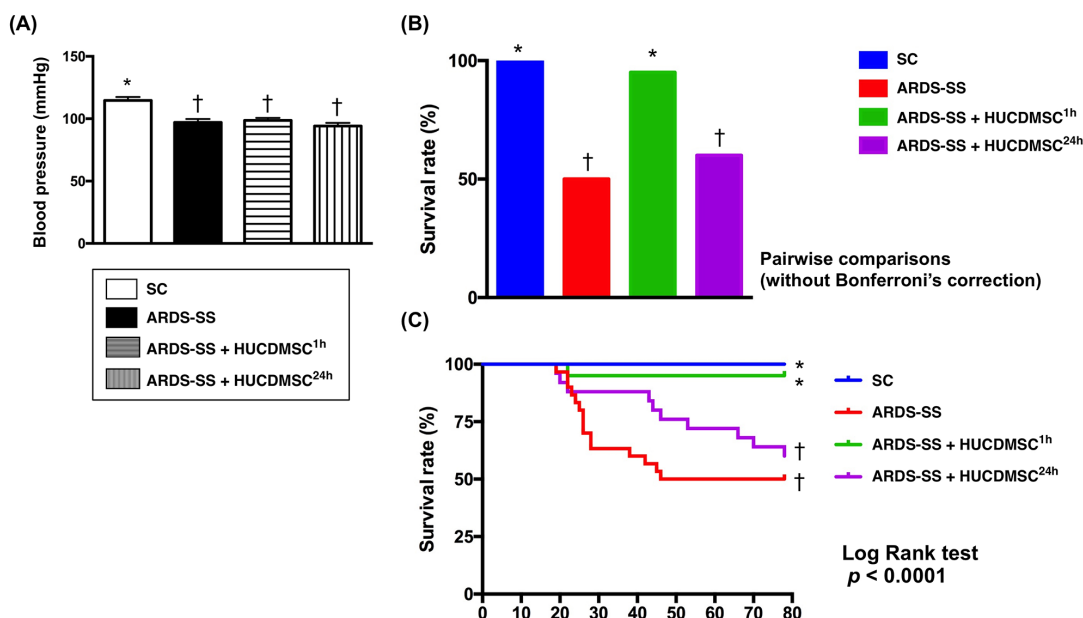 (A)
Blood pressure (mmHg)
150
100
50
0
*
†
†
†
SC
ARDS-SS
ARDS-SS + HUCDMSC1h
ARDS-SS + HUCDMSC24h
(B)
Survival rate (%)
100
50
0
*
†
*
†
SC
ARDS-SS
ARDS-SS + HUCDMSC1h
ARDS-SS + HUCDMSC24h
Pairwise comparisons
(without Bonferroni's correction)
(C)
Survival rate (%)
100
75
50
25
0
0 10 20 30 40 50 60 70 80
*
*
†
†
SC
ARDS-SS
ARDS-SS + HUCDMSC1h
ARDS-SS + HUCDMSC24h
Log Rank test
p < 0.0001